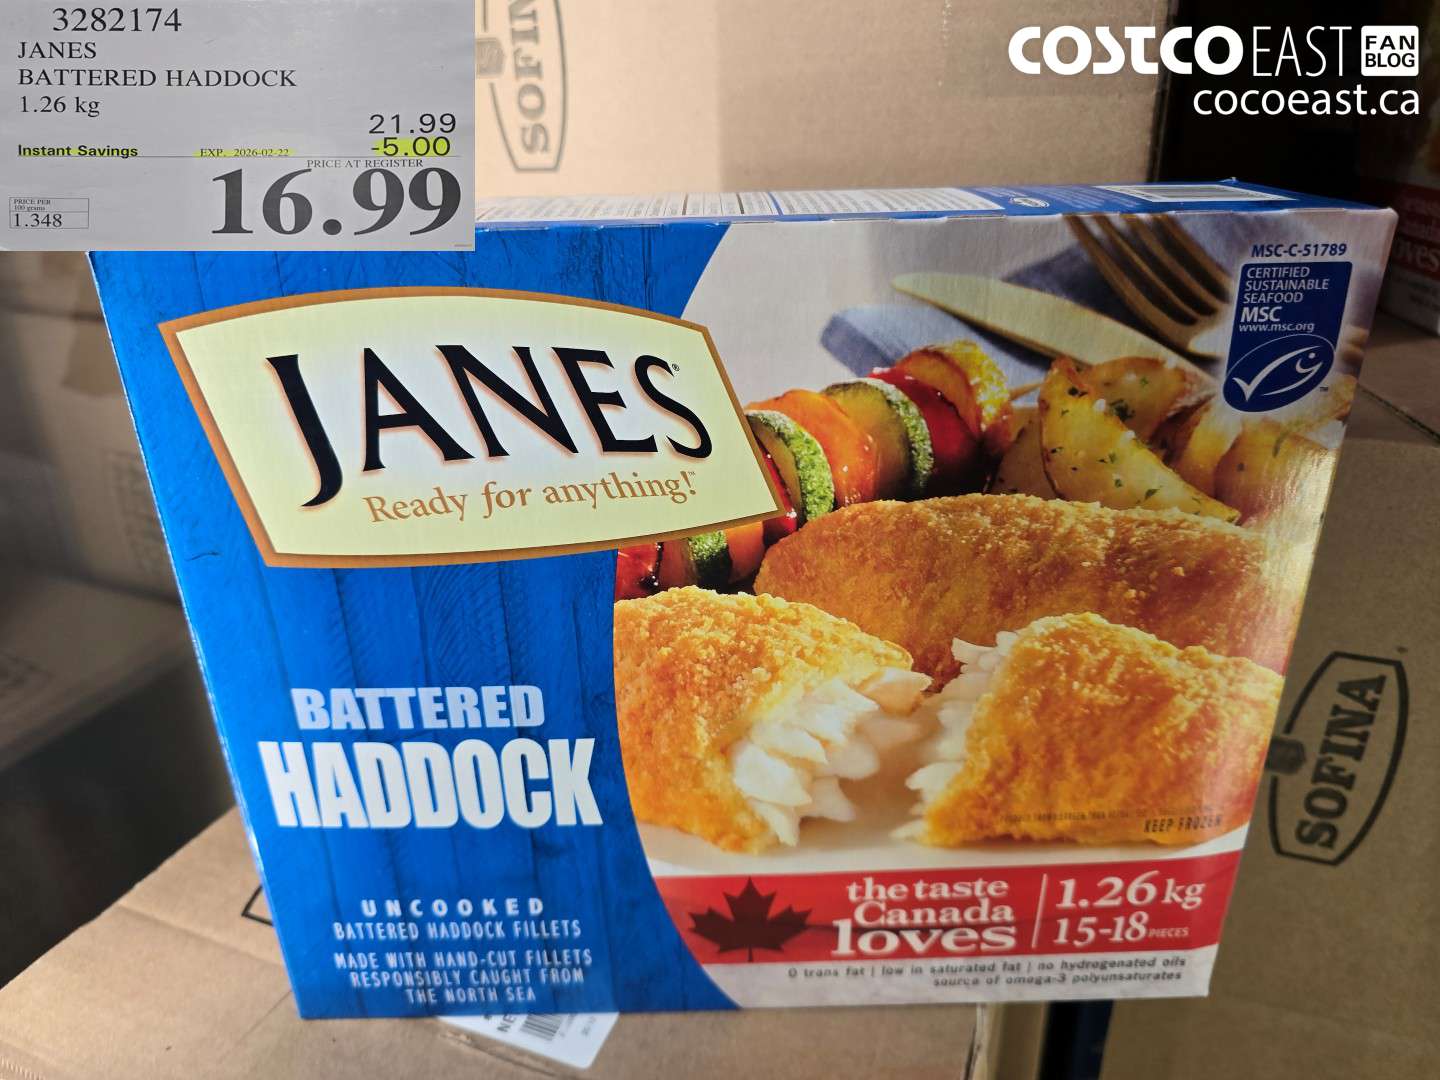 3282174
JANES
BATTERED HADDOCK
1.26 kg
21.99
Instant Savings EXP. 2026-02-22 -5.00
PRICE AT REGISTER
16.99
PRICE PER
100 grams
1.348
COSTCO EAST FAN BLOG
cocoeast.ca
SOFINA
MSC-C-51789
CERTIFIED
SUSTAINABLE
SEAFOOD
MSC
www.msc.org
™
JANES®
Ready for anything!™
BATTERED
HADDOCK
UNCOOKED
BATTERED HADDOCK FILLETS
MADE WITH HAND-CUT FILLETS
RESPONSIBLY CAUGHT FROM
THE NORTH SEA
KEEP FROZEN
the taste
Canada
loves
1.26 kg
15-18 PIECES
0 trans fat | low in saturated fat | no hydrogenated oils
source of omega-3 polyunsaturates
SOFINA